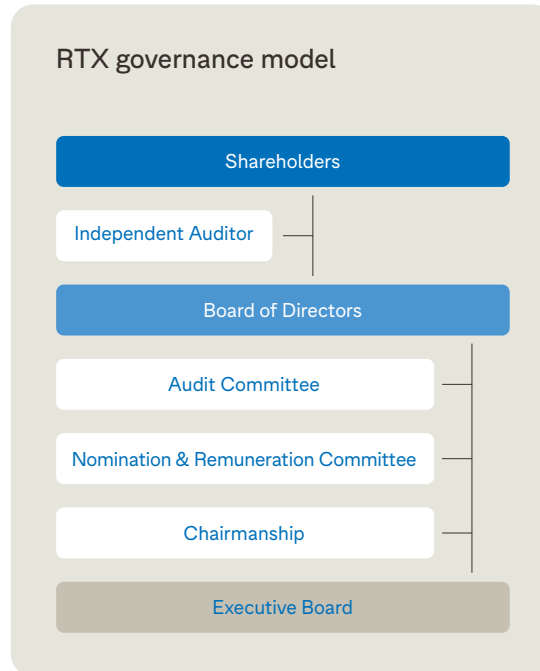 RTX governance model
Shareholders
Independent Auditor
Board of Directors
Audit Committee
Nomination & Remuneration Committee
Chairmanship
Executive Board